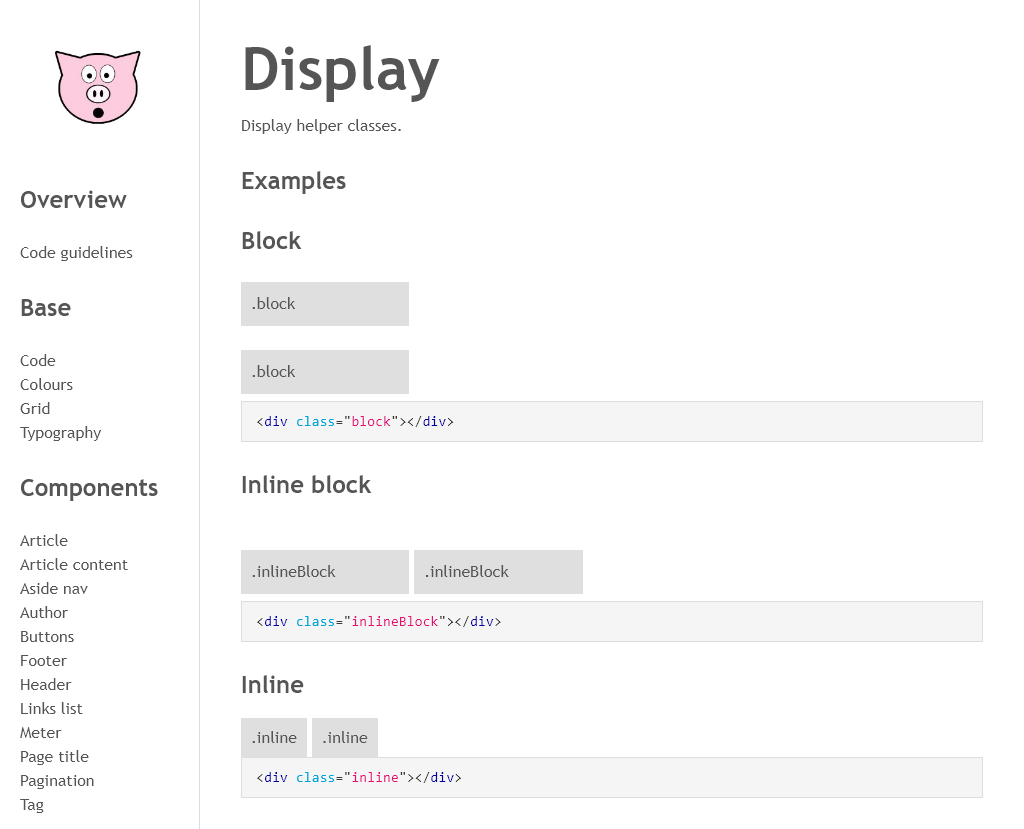 Overview
Code guidelines
Base
Code
Colours
Grid
Typography
Components
Article
Article content
Aside nav
Author
Buttons
Footer
Header
Links list
Meter
Page title
Pagination
Tag
Display
Display helper classes.
Examples
Block
.block
.block
<div class="block"></div>
Inline block
.inlineBlock .inlineBlock
<div class="inlineBlock"></div>
Inline
.inline .inline
<div class="inline"></div>